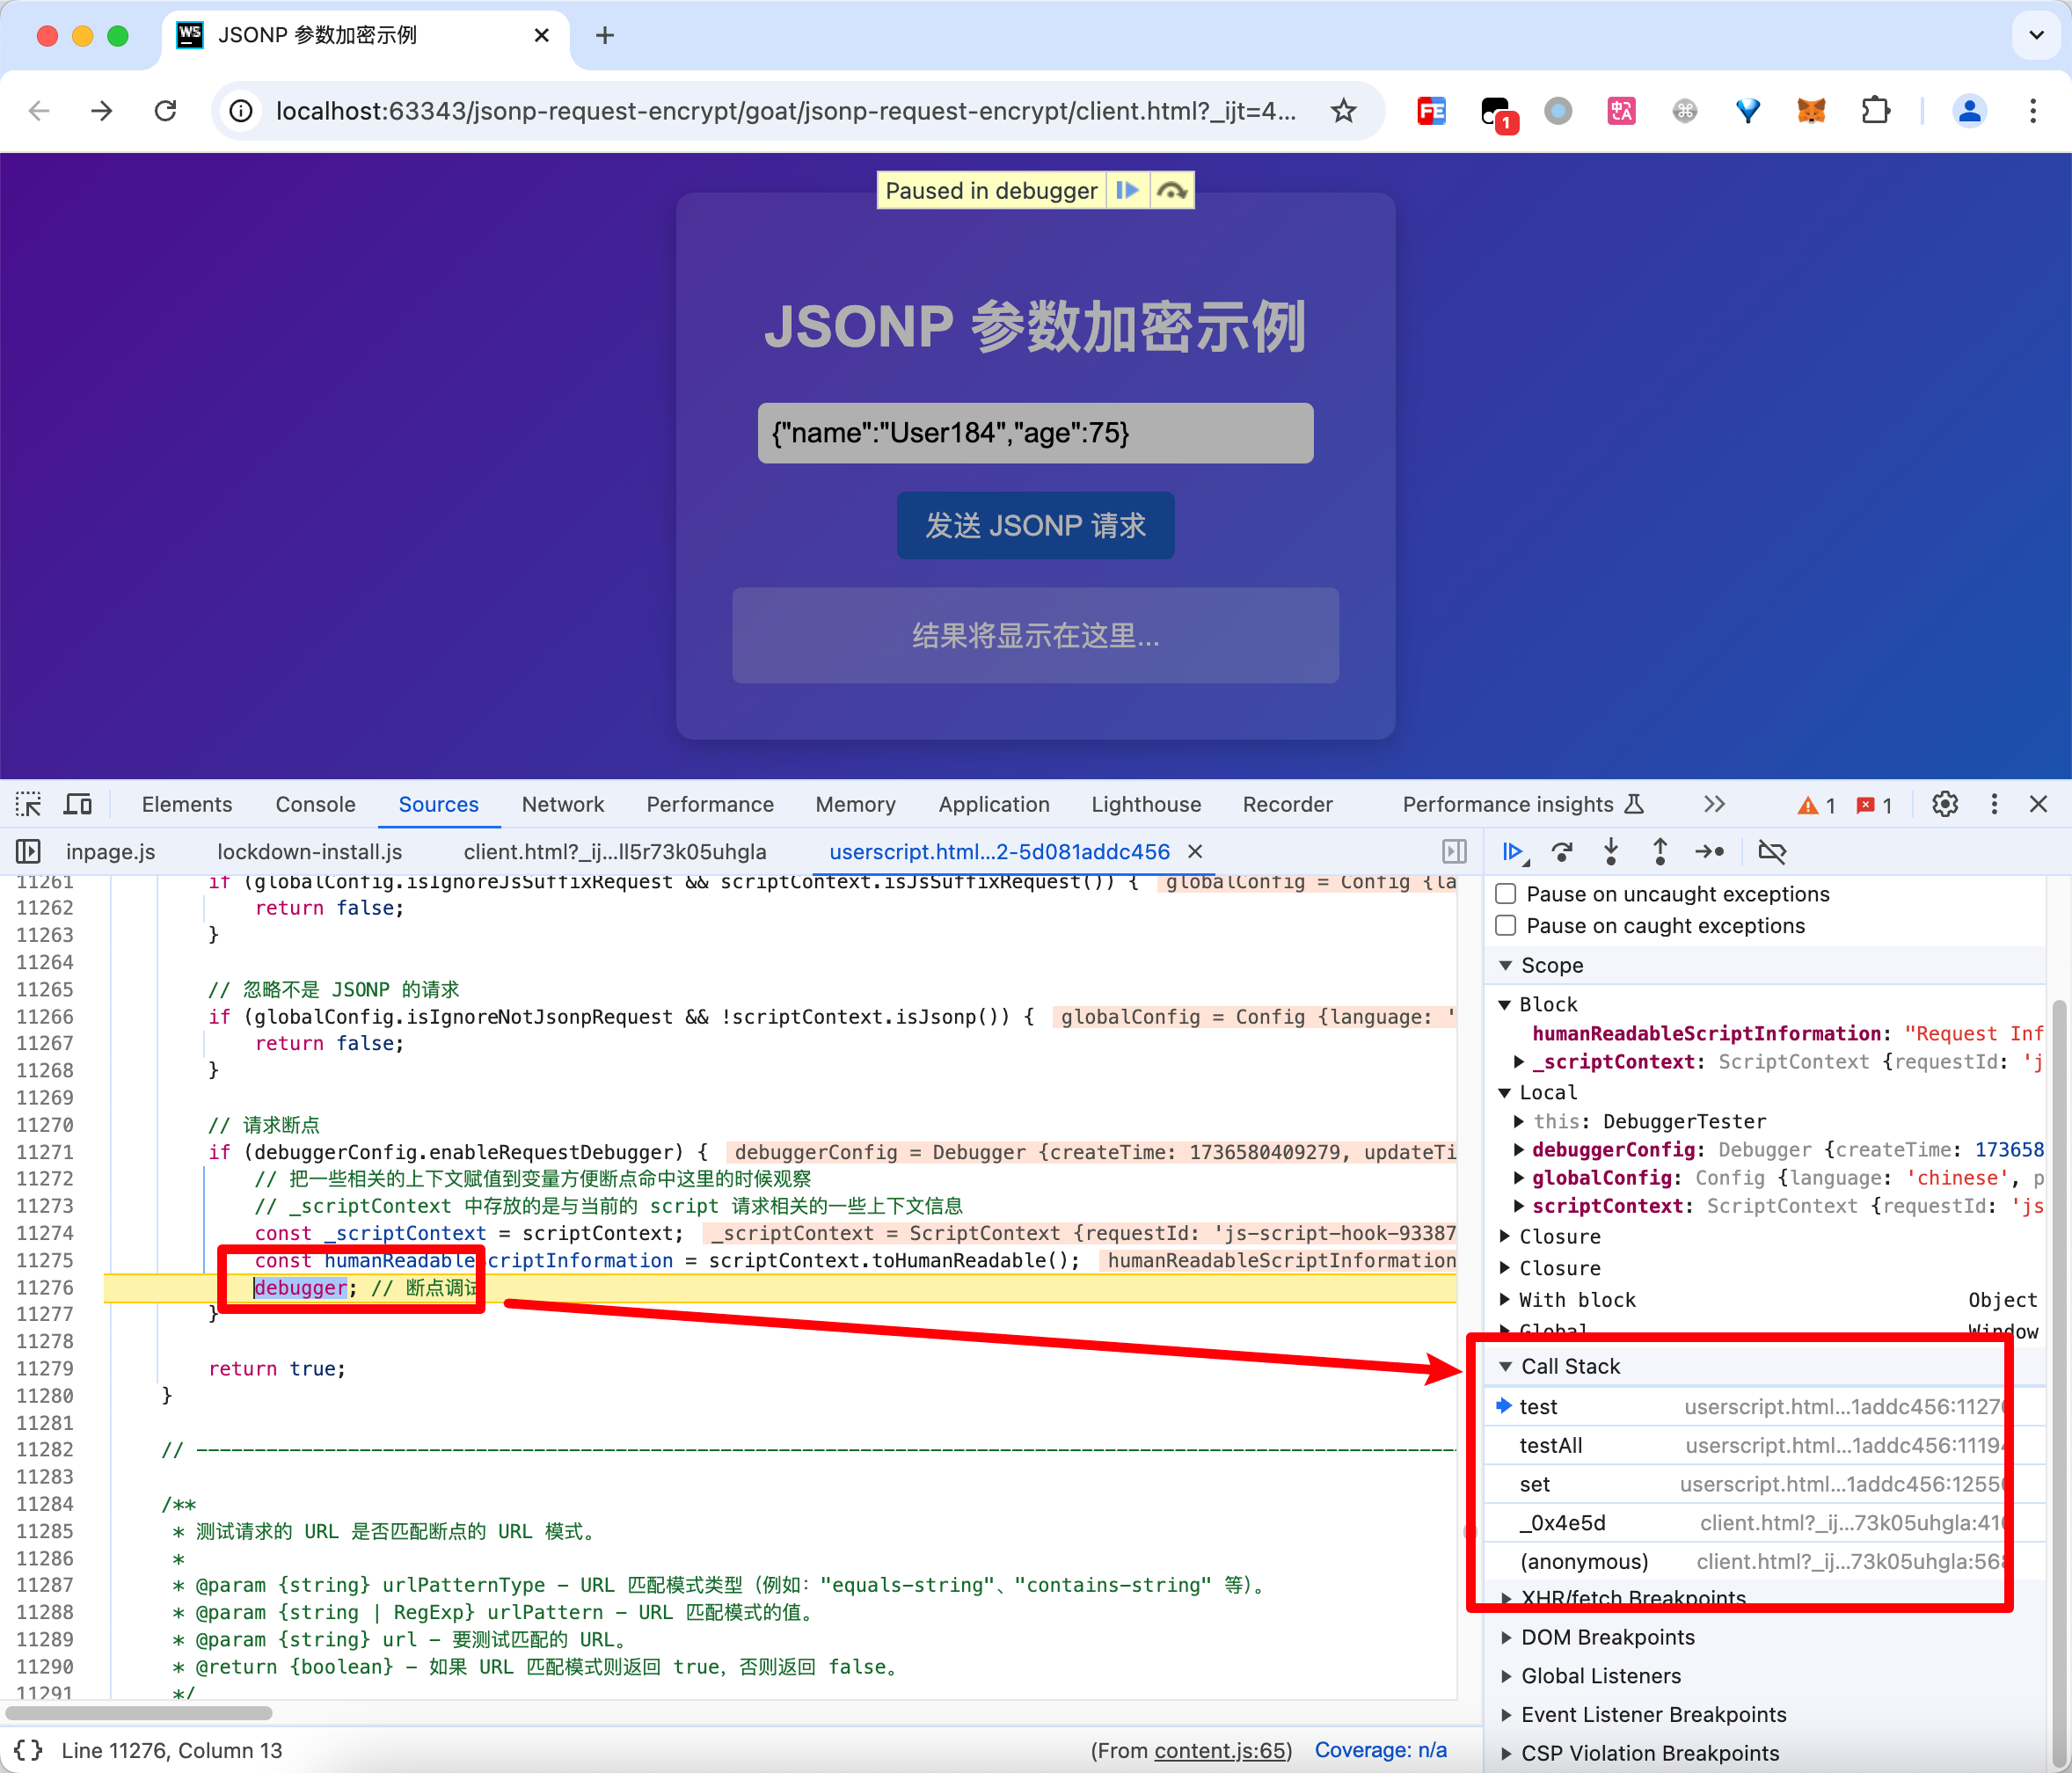 JSONP 参数加密示例
localhost:63343/jsonp-request-encrypt/goat/jsonp-request-encrypt/client.html?_ijt=4...
1
Paused in debugger
JSONP 参数加密示例
{"name":"User184","age":75}
发送 JSONP 请求
结果将显示在这里...
Elements Console Sources Network Performance Memory Application Lighthouse Recorder Performance insights 1 1
inpage.js lockdown-install.js client.html?_ij...ll5r73k05uhgla userscript.html...2-5d081addc456
11261 if (globalConfig.isIgnoreJsSuffixRequest && scriptContext.isJsSuffixRequest()) { globalConfig = Config {la
11262 return false;
11263 }
11264
11265 // 忽略不是 JSONP 的请求
11266 if (globalConfig.isIgnoreNotJsonpRequest && !scriptContext.isJsonp()) { globalConfig = Config {language: '
11267 return false;
11268 }
11269
11270 // 请求断点
11271 if (debuggerConfig.enableRequestDebugger) { debuggerConfig = Debugger {createTime: 1736580409279, updateTi
11272 // 把一些相关的上下文赋值到变量方便断点命中这里的时候观察
11273 // _scriptContext 中存放的是与当前的 script 请求相关的一些上下文信息
11274 const _scriptContext = scriptContext; _scriptContext = ScriptContext {requestId: 'js-script-hook-93387
11275 const humanReadableScriptInformation = scriptContext.toHumanReadable(); humanReadableScriptInformation
11276 debugger; // 断点调试
11277 }
11278
11279 return true;
11280 }
11281
11282 // ----------------------------------------------------------------
11283
11284 /**
11285 * 测试请求的 URL 是否匹配断点的 URL 模式。
11286 *
11287 * @param {string} urlPatternType - URL 匹配模式类型（例如："equals-string"、"contains-string" 等）。
11288 * @param {string | RegExp} urlPattern - URL 匹配模式的值。
11289 * @param {string} url - 要测试匹配的 URL。
11290 * @return {boolean} - 如果 URL 匹配模式则返回 true，否则返回 false。
11291 */
{} Line 11276, Column 13 (From content.js:65) Coverage: n/a
Pause on uncaught exceptions
Pause on caught exceptions
Scope
Block
humanReadableScriptInformation: "Request Inf
_scriptContext: ScriptContext {requestId: 'j
Local
this: DebuggerTester
debuggerConfig: Debugger {createTime: 173658
globalConfig: Config {language: 'chinese', p
scriptContext: ScriptContext {requestId: 'js
Closure
Closure
With block Object
Global Window
Call Stack
test userscript.html...1addc456:11276
testAll userscript.html...1addc456:11194
set userscript.html...1addc456:1255
_0x4e5d client.html?_ij...73k05uhgla:41
(anonymous) client.html?_ij...73k05uhgla:56
XHR/fetch Breakpoints
DOM Breakpoints
Global Listeners
Event Listener Breakpoints
CSP Violation Breakpoints